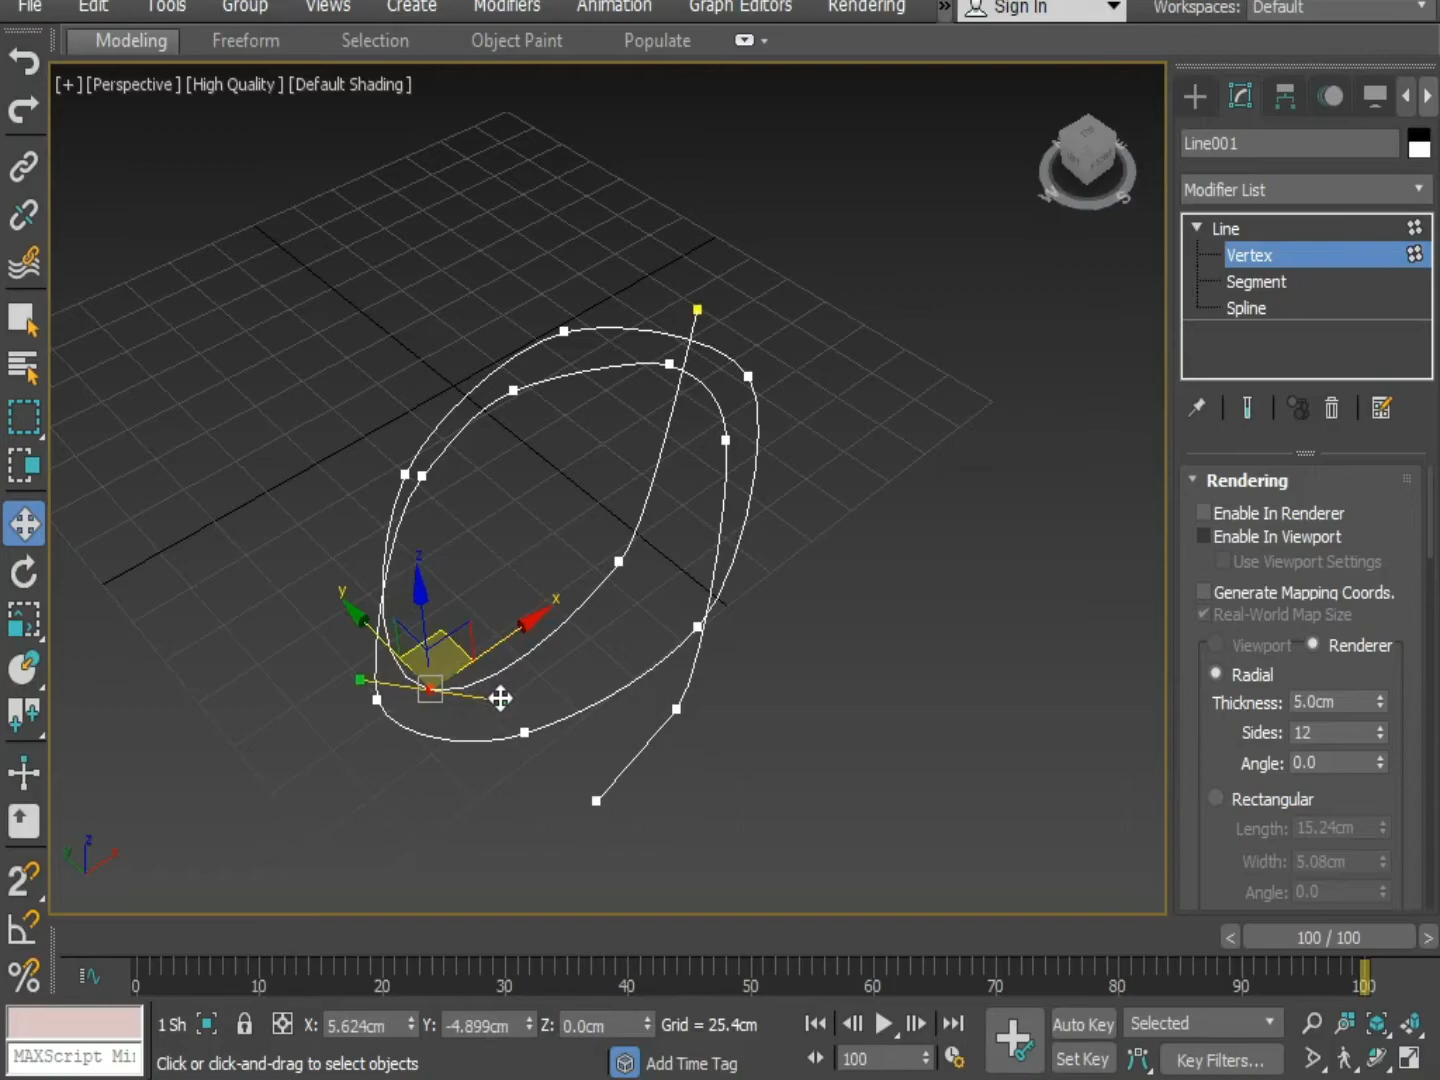 File Edit Tools Group Views Create Modifiers Animation Graph Editors Rendering » Sign In Workspaces: Default
Modeling Freeform Selection Object Paint Populate
[+] [Perspective ] [High Quality ] [Default Shading ]
Line001
Modifier List
Line
Vertex
Segment
Spline
Rendering
Enable In Renderer
Enable In Viewport
Use Viewport Settings
Generate Mapping Coords.
Real-World Map Size
Viewport Renderer
Radial
Thickness: 5.0cm
Sides: 12
Angle: 0.0
Rectangular
Length: 15.24cm
Width: 5.08cm
Angle: 0.0
z
y
x
W
S
z
x
2
< 100 / 100 >
0 10 20 30 40 50 60 70 80 90 100
1 Sh X: 5.624cm Y: -4.899cm Z: 0.0cm Grid = 25.4cm Auto Key Selected
MAXScript Mi Click or click-and-drag to select objects Add Time Tag 100 Set Key Key Filters...